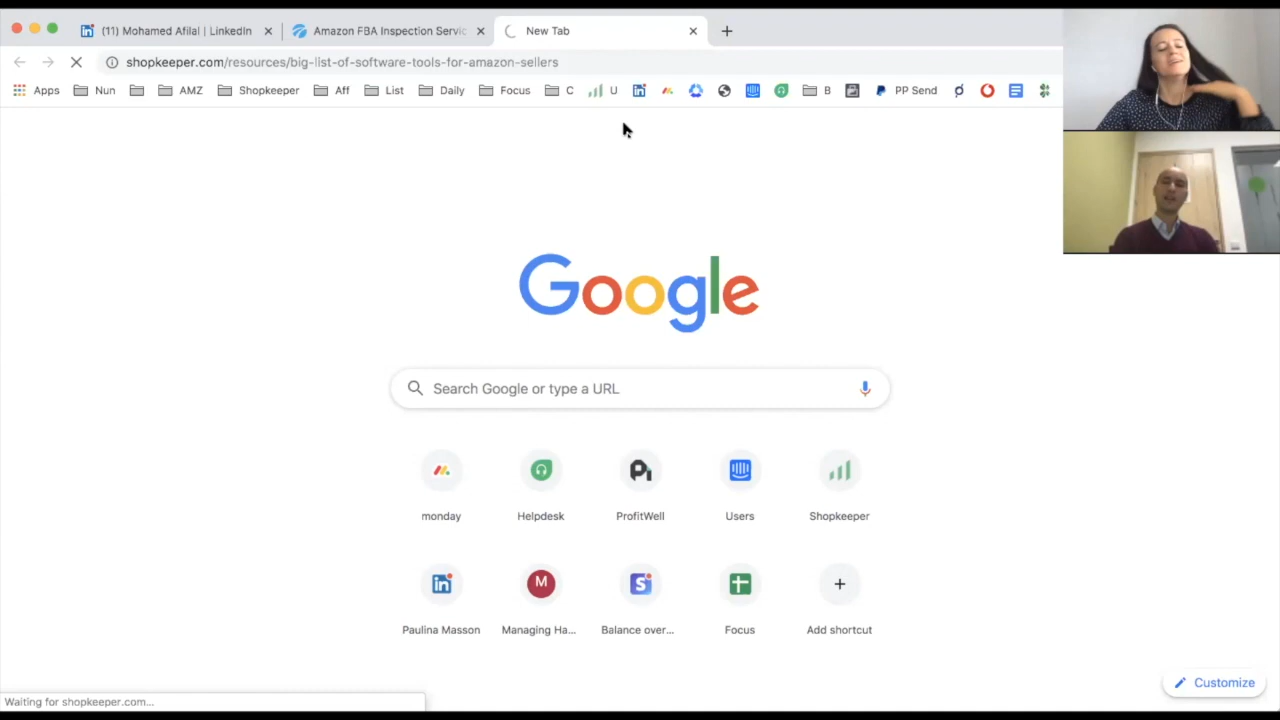 (11) Mohamed Afilal | LinkedIn
Amazon FBA Inspection Servic
New Tab
shopkeeper.com/resources/big-list-of-software-tools-for-amazon-sellers
Apps Nun AMZ Shopkeeper Aff List Daily Focus C U B PP Send
Google
Search Google or type a URL
monday Helpdesk ProfitWell Users Shopkeeper
Paulina Masson Managing Ha... Balance over... Focus Add shortcut
Customize
Waiting for shopkeeper.com...